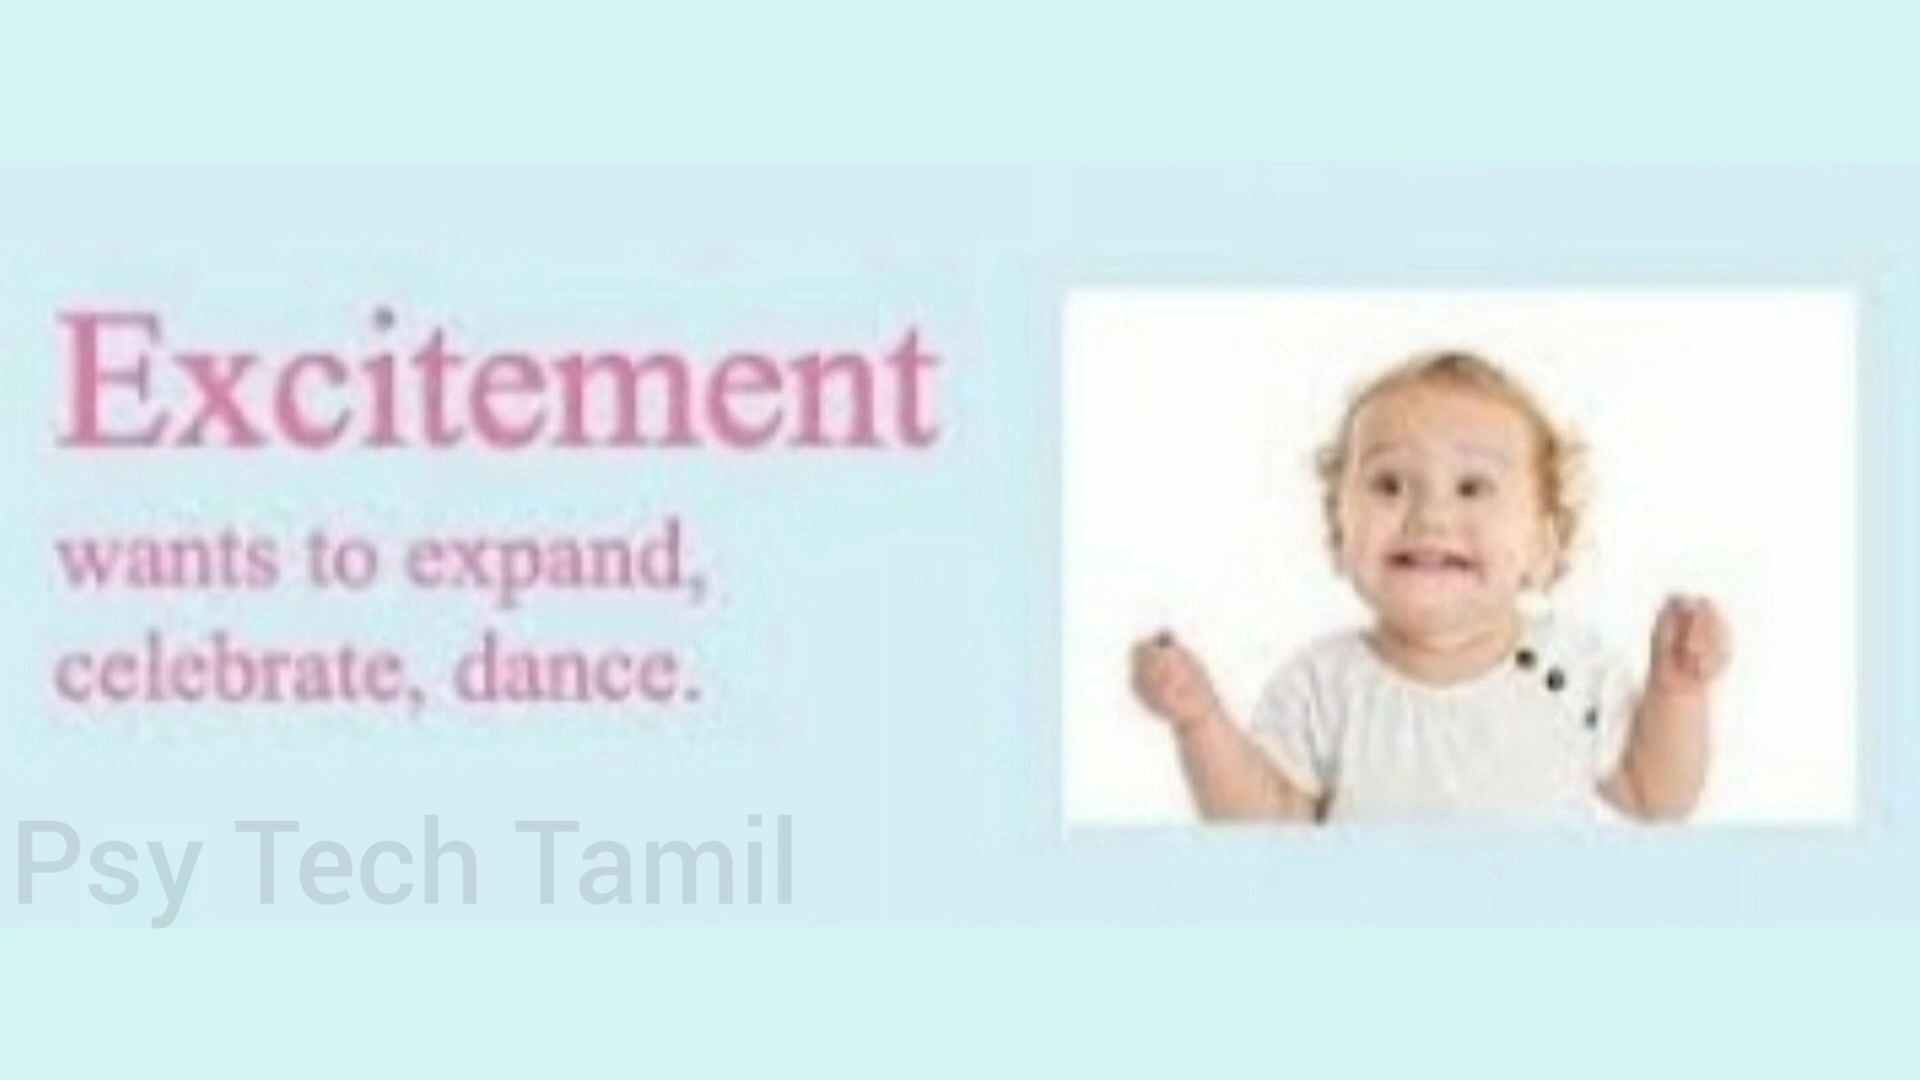 Excitement
wants to expand,
celebrate, dance.
Psy Tech Tamil